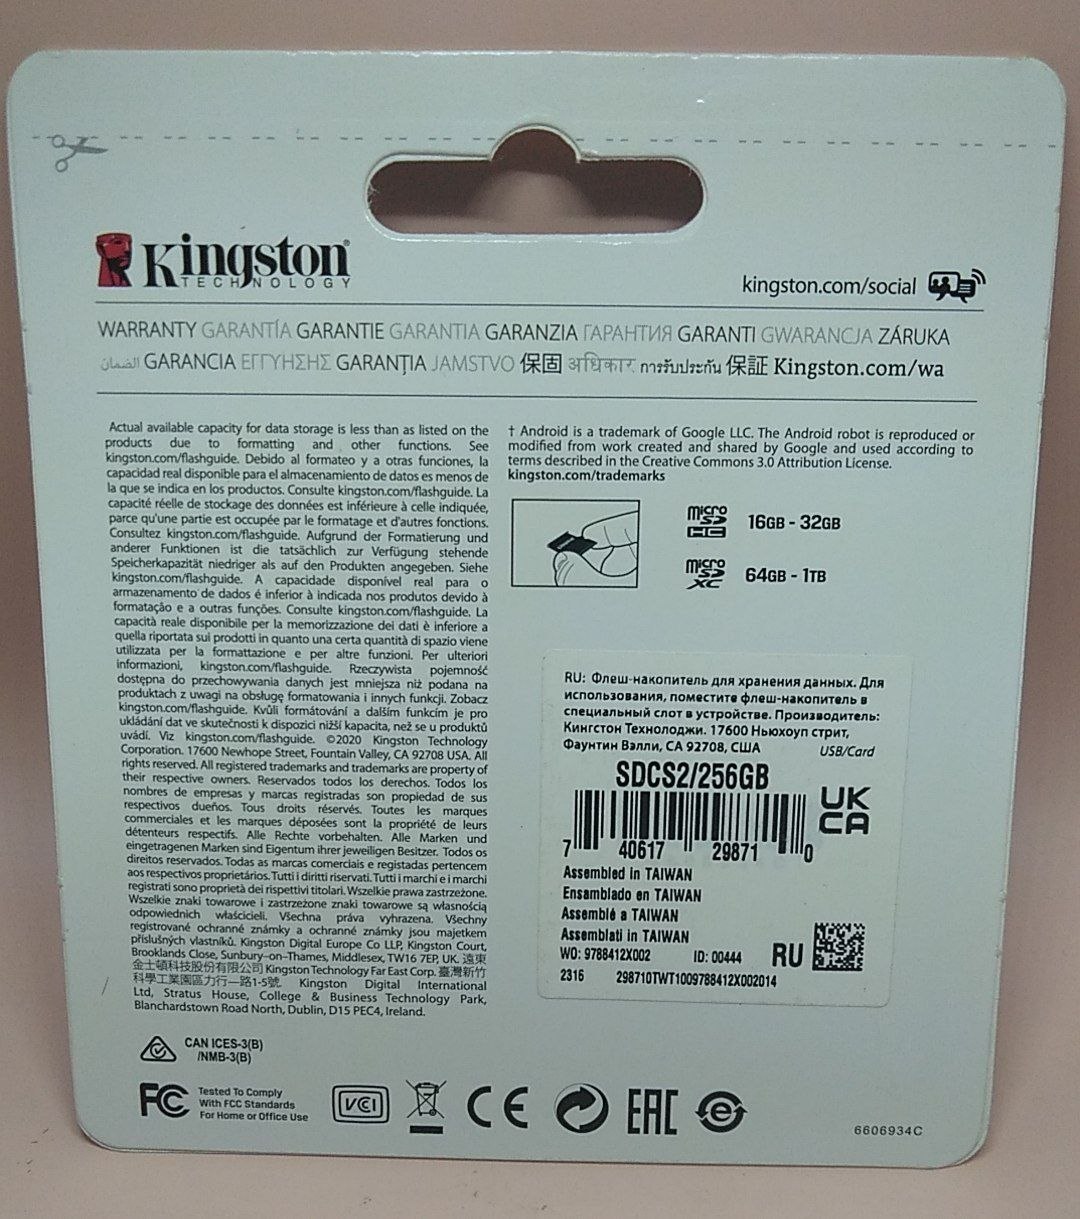 Kingston®
TECHNOLOGY
kingston.com/social
WARRANTY GARANTÍA GARANTIE GARANTIA GARANZIA ГАРАНТИЯ GARANTI GWARANCJA ZÁRUKA
الضمان GARANCIA ΕΓΓΥΗΣΗΣ GARANȚIA JAMSTVO 保固 अधिकार การรับประกัน 保証 Kingston.com/wa
Actual available capacity for data storage is less than as listed on the
products due to formatting and other functions. See
kingston.com/flashguide. Debido al formateo y a otras funciones, la
capacidad real disponible para el almacenamiento de datos es menos de
la que se indica en los productos. Consulte kingston.com/flashguide. La
capacité réelle de stockage des données est inférieure à celle indiquée,
parce qu'une partie est occupée par le formatage et d'autres fonctions.
Consultez kingston.com/flashguide. Aufgrund der Formatierung und
anderer Funktionen ist die tatsächlich zur Verfügung stehende
Speicherkapazität niedriger als auf den Produkten angegeben. Siehe
kingston.com/flashguide. A capacidade disponível real para o
armazenamento de dados é inferior à indicada nos produtos devido à
formatação e a outras funções. Consulte kingston.com/flashguide. La
capacità reale disponibile per la memorizzazione dei dati è inferiore a
quella riportata sui prodotti in quanto una certa quantità di spazio viene
utilizzata per la formattazione e per altre funzioni. Per ulteriori
informazioni, kingston.com/flashguide. Rzeczywista pojemność
dostępna do przechowywania danych jest mniejsza niż podana na
produktach z uwagi na obsługę formatowania i innych funkcji. Zobacz
kingston.com/flashguide. Kvůli formátování a dalším funkcím je pro
ukládání dat ve skutečnosti k dispozici nižší kapacita, než se u produktů
uvádí. Viz kingston.com/flashguide. ©2020 Kingston Technology
Corporation. 17600 Newhope Street, Fountain Valley, CA 92708 USA. All
rights reserved. All registered trademarks and trademarks are property of
their respective owners. Reservados todos los derechos. Todos los
nombres de empresas y marcas registradas son propiedad de sus
respectivos dueños. Tous droits réservés. Toutes les marques
commerciales et les marques déposées sont la propriété de leurs
détenteurs respectifs. Alle Rechte vorbehalten. Alle Marken und
eingetragenen Marken sind Eigentum ihrer jeweiligen Besitzer. Todos os
direitos reservados. Todas as marcas comerciais e registadas pertencem
aos respectivos proprietários. Tutti i diritti riservati. Tutti i marchi e i marchi
registrati sono proprietà dei rispettivi titolari. Wszelkie prawa zastrzeżone.
Wszelkie znaki towarowe i zastrzeżone znaki towarowe są własnością
odpowiednich właścicieli. Všechna práva vyhrazena. Všechny
registrované ochranné známky a ochranné známky jsou majetkem
příslušných vlastníků. Kingston Digital Europe Co LLP, Kingston Court,
Brooklands Close, Sunbury-on-Thames, Middlesex, TW16 7EP, UK. 遠東
金士頓科技股份有限公司 Kingston Technology Far East Corp. 臺灣新竹
科學工業園區力行一路1-5號. Kingston Digital International
Ltd, Stratus House, College & Business Technology Park,
Blanchardstown Road North, Dublin, D15 PEC4, Ireland.
† Android is a trademark of Google LLC. The Android robot is reproduced or
modified from work created and shared by Google and used according to
terms described in the Creative Commons 3.0 Attribution License.
kingston.com/trademarks
micro SD HC 16GB - 32GB
micro SD XC 64GB - 1TB
RU: Флеш-накопитель для хранения данных. Для
использования, поместите флеш-накопитель в
специальный слот в устройстве. Производитель:
Кингстон Технолоджи. 17600 Ньюхоуп стрит,
Фаунтин Вэлли, CA 92708, США USB/Card
SDCS2/256GB
UK
CA
7 40617 29871 0
Assembled in TAIWAN
Ensamblado en TAIWAN
Assemblé a TAIWAN
Assemblati in TAIWAN
WO: 9788412X002 ID: 00444 RU
2316 298710TWT1009788412X002014
CAN ICES-3(B)
/NMB-3(B)
FC Tested To Comply
With FCC Standards
For Home or Office Use
VCI CE EAC e
6606934C